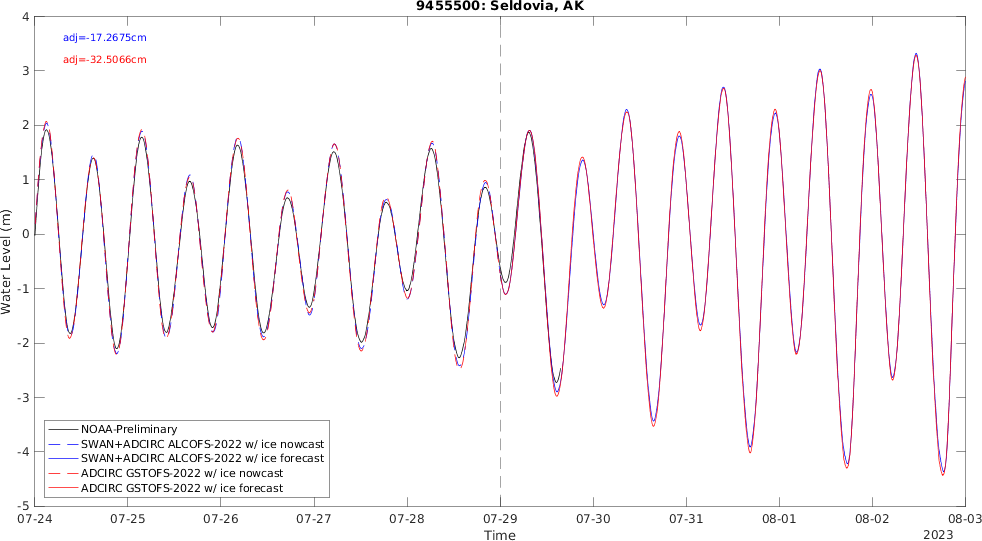 9455500: Seldovia, AK
adj=-17.2675cm
adj=-32.5066cm
4
3
2
1
0
-1
-2
-3
-4
-5
Water Level (m)
NOAA-Preliminary
SWAN+ADCIRC ALCOFS-2022 w/ ice nowcast
SWAN+ADCIRC ALCOFS-2022 w/ ice forecast
ADCIRC GSTOFS-2022 w/ ice nowcast
ADCIRC GSTOFS-2022 w/ ice forecast
07-24 07-25 07-26 07-27 07-28 07-29 07-30 07-31 08-01 08-02 08-03
Time
2023